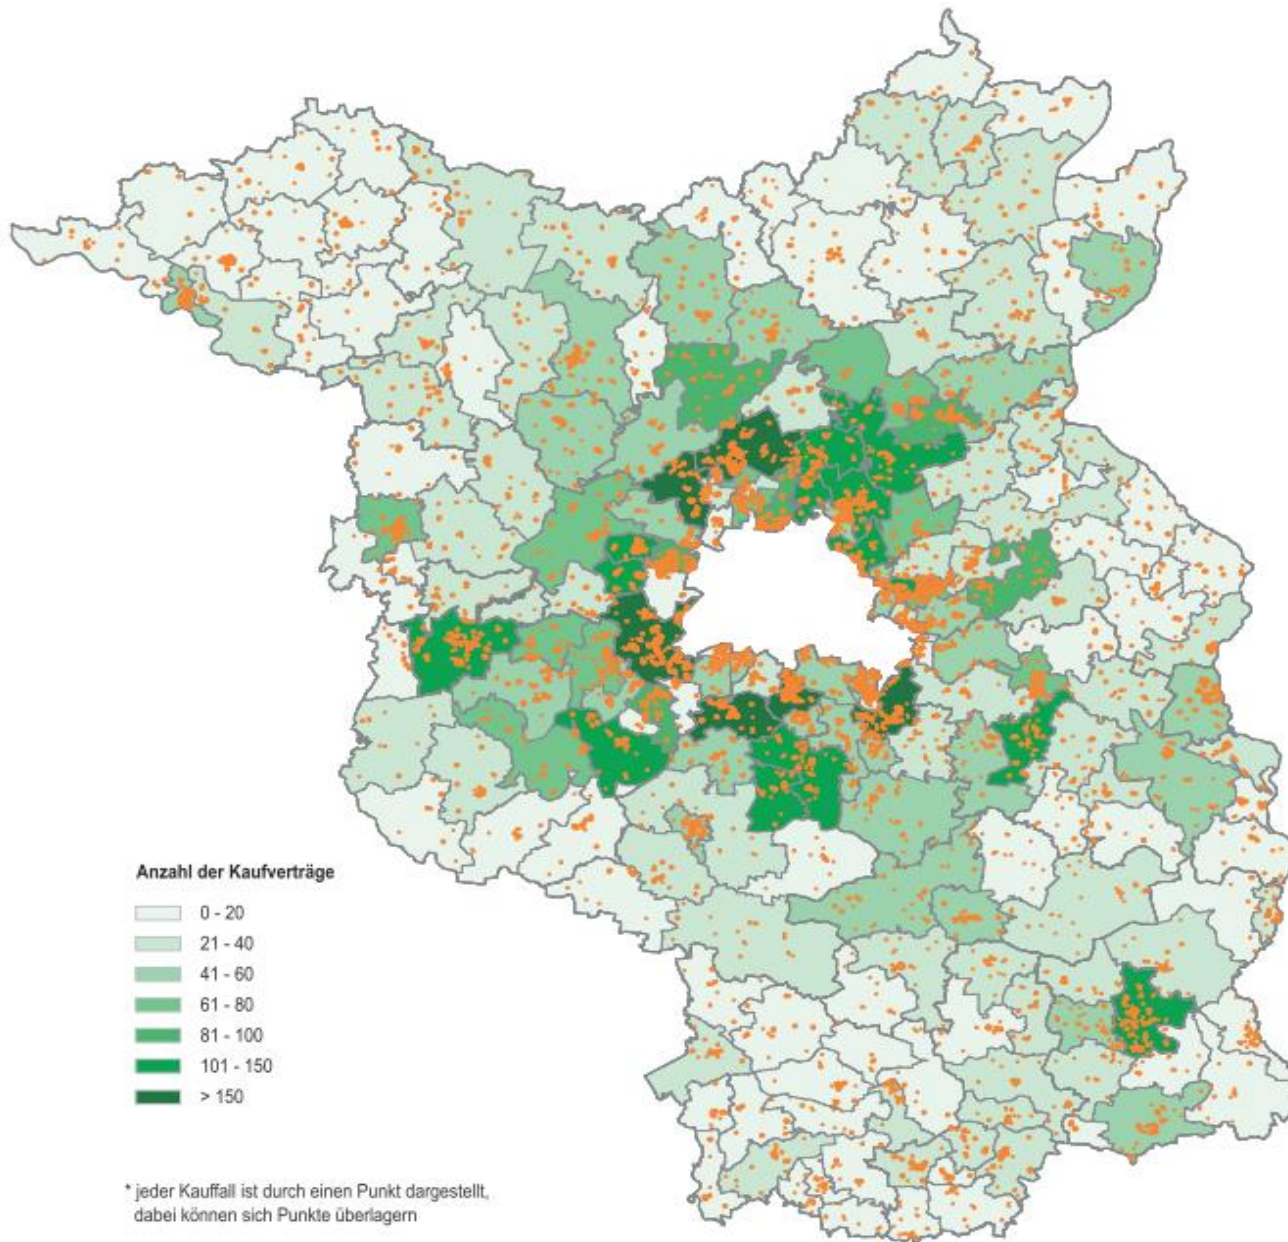 Anzahl der Kaufverträge
0 - 20
21 - 40
41 - 60
61 - 80
81 - 100
101 - 150
> 150
* jeder Kauffall ist durch einen Punkt dargestellt,
dabei können sich Punkte überlagern